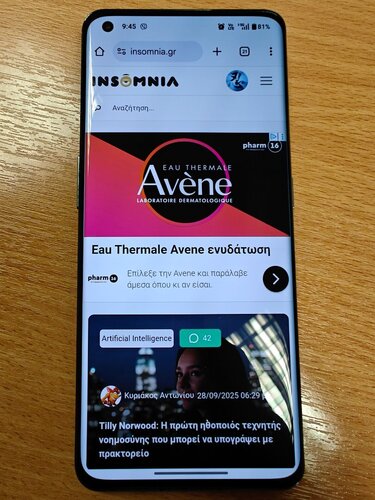 9:45
81%
insomnia.gr
21
INSOMNIA
Αναζήτηση...
pharm 16
EAU THERMALE
Avène
LABORATOIRE DERMATOLOGIQUE
Eau Thermale Avene ενυδάτωση
pharm 16
Επίλεξε την Avene και παράλαβε
άμεσα όπου κι αν είσαι.
Artificial Intelligence
42
Κυριάκος Αντωνίου 28/09/2025 06:29
Tilly Norwood: Η πρώτη ηθοποιός τεχνητής
νοημοσύνης που μπορεί να υπογράψει με
πρακτορείο